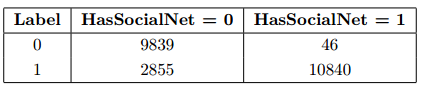 Label HasSocialNet = 0 HasSocialNet = 1
0 9839 46
1 2855 10840